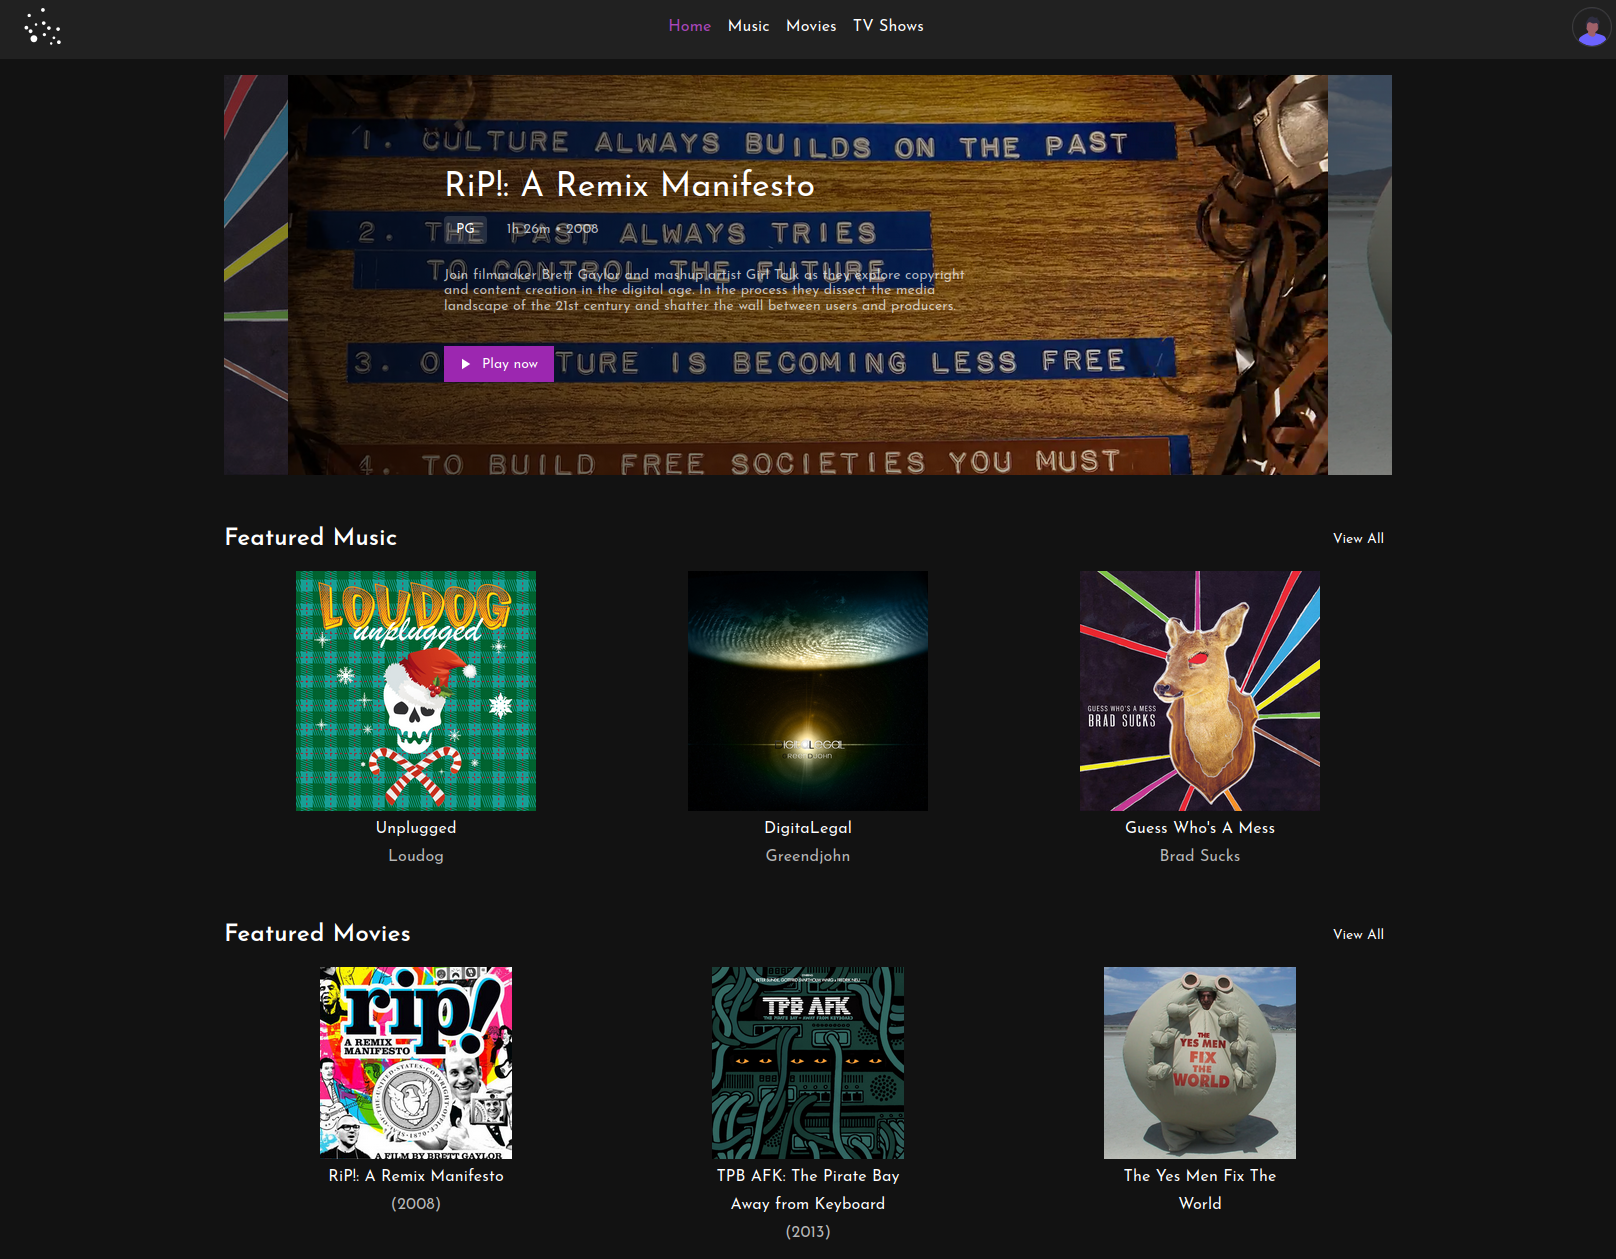 Home Music Movies TV Shows
1. CULTURE ALWAYS BUILDS ON THE PAST
RiP!: A Remix Manifesto
2. THE PAST ALWAYS TRIES
PG 1h 26m • 2008
TO CONTROL THE FUTURE
Join filmmaker Brett Gaylor and mashup artist Girl Talk as they explore copyright
and content creation in the digital age. In the process they dissect the media
landscape of the 21st century and shatter the wall between users and producers.
3. O TURE IS BECOMING LESS FREE
Play now
4. TO BUILD FREE SOCIETIES YOU MUST
Featured Music
View All
LOUDOG
unplugged
DIGITALEGAL
GREENDJOHN
GUESS WHO'S A MESS
BRAD SUCKS
Unplugged
Loudog
DigitaLegal
Greendjohn
Guess Who's A Mess
Brad Sucks
Featured Movies
View All
rip!
A REMIX
MANIFESTO
A FILM BY BRETT GAYLOR
TPB AFK
THE PIRATE BAY - AWAY FROM KEYBOARD
THE
YES MEN
FIX
THE
WORLD
RiP!: A Remix Manifesto
(2008)
TPB AFK: The Pirate Bay
Away from Keyboard
(2013)
The Yes Men Fix The
World